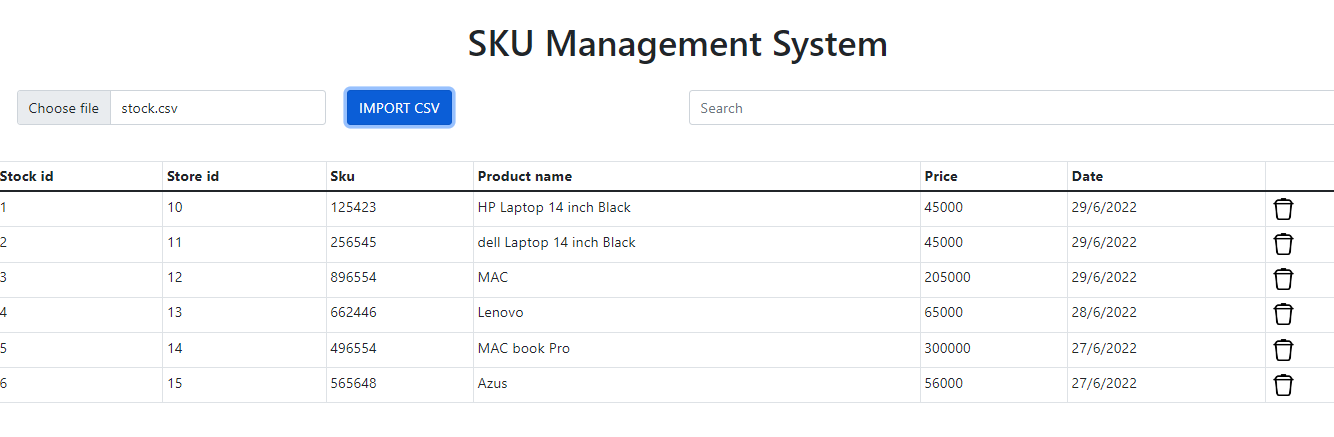 SKU Management System
Choose file stock.csv IMPORT CSV Search
Stock id Store id Sku Product name Price Date
1 10 125423 HP Laptop 14 inch Black 45000 29/6/2022
2 11 256545 dell Laptop 14 inch Black 45000 29/6/2022
3 12 896554 MAC 205000 29/6/2022
4 13 662446 Lenovo 65000 28/6/2022
5 14 496554 MAC book Pro 300000 27/6/2022
6 15 565648 Azus 56000 27/6/2022